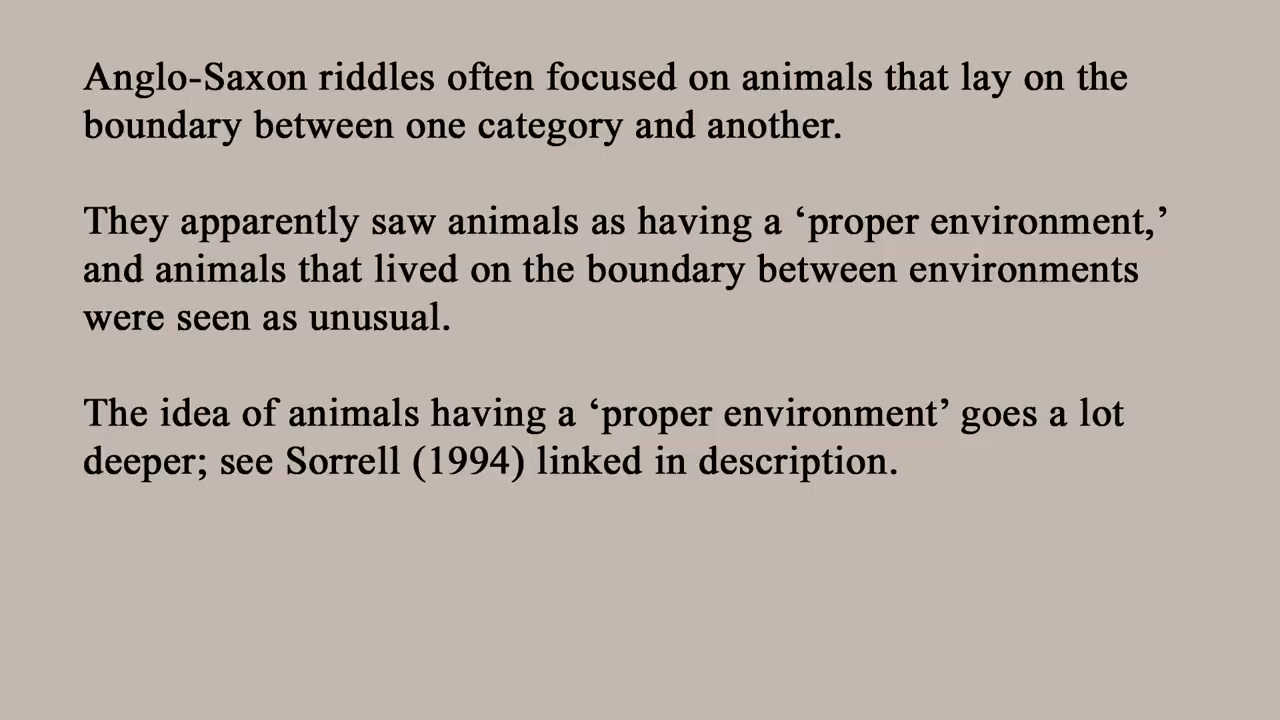 Anglo-Saxon riddles often focused on animals that lay on the
boundary between one category and another.
They apparently saw animals as having a ‘proper environment,’
and animals that lived on the boundary between environments
were seen as unusual.
The idea of animals having a ‘proper environment’ goes a lot
deeper; see Sorrell (1994) linked in description.